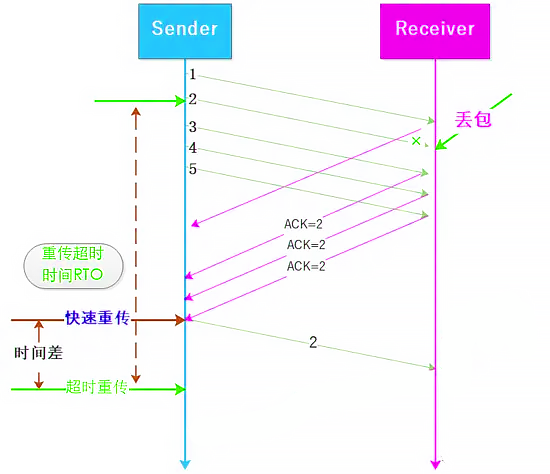 Sender
Receiver
1
2
丢包
3
×
4
5
ACK=2
ACK=2
ACK=2
重传超时
时间RTO
快速重传
2
时间差
超时重传